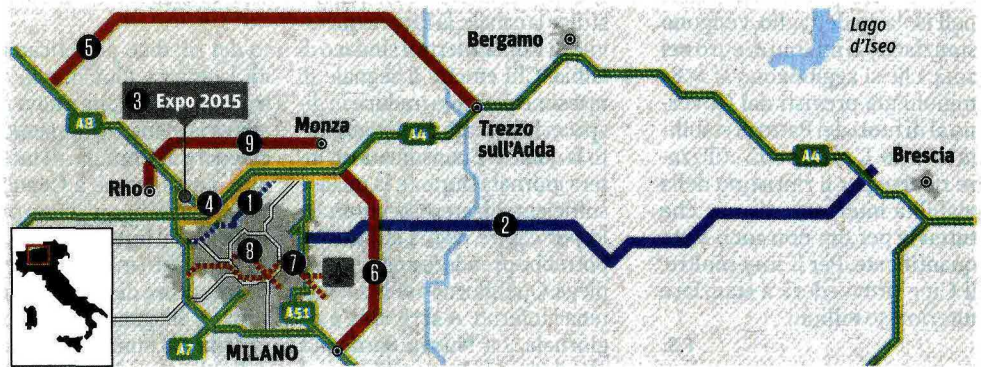 Lago
d'Iseo
Bergamo
5
3 Expo 2015
A8
A4
Trezzo
sull'Adda
Monza
9
A4
Brescia
Rho
4
1
2
8
7
6
A51
A7
MILANO